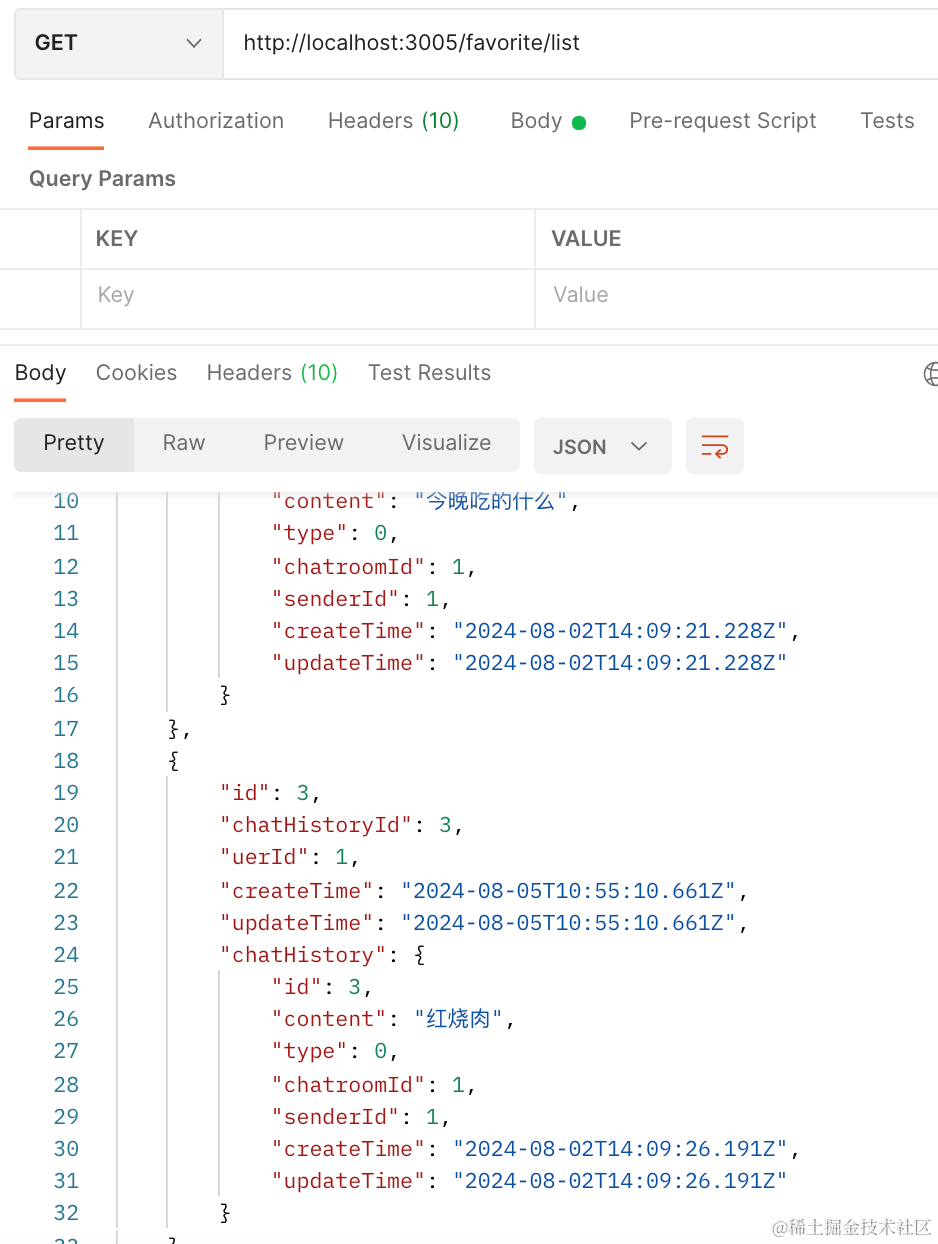 GET http://localhost:3005/favorite/list
Params Authorization Headers (10) Body Pre-request Script Tests
Query Params
KEY VALUE
Key Value
Body Cookies Headers (10) Test Results
Pretty Raw Preview Visualize JSON
10 "content": "今晚吃的什么",
11 "type": 0,
12 "chatroomId": 1,
13 "senderId": 1,
14 "createTime": "2024-08-02T14:09:21.228Z",
15 "updateTime": "2024-08-02T14:09:21.228Z"
16 }
17 },
18 {
19 "id": 3,
20 "chatHistoryId": 3,
21 "uerId": 1,
22 "createTime": "2024-08-05T10:55:10.661Z",
23 "updateTime": "2024-08-05T10:55:10.661Z",
24 "chatHistory": {
25 "id": 3,
26 "content": "红烧肉",
27 "type": 0,
28 "chatroomId": 1,
29 "senderId": 1,
30 "createTime": "2024-08-02T14:09:26.191Z",
31 "updateTime": "2024-08-02T14:09:26.191Z"
32 }
@稀土掘金技术社区